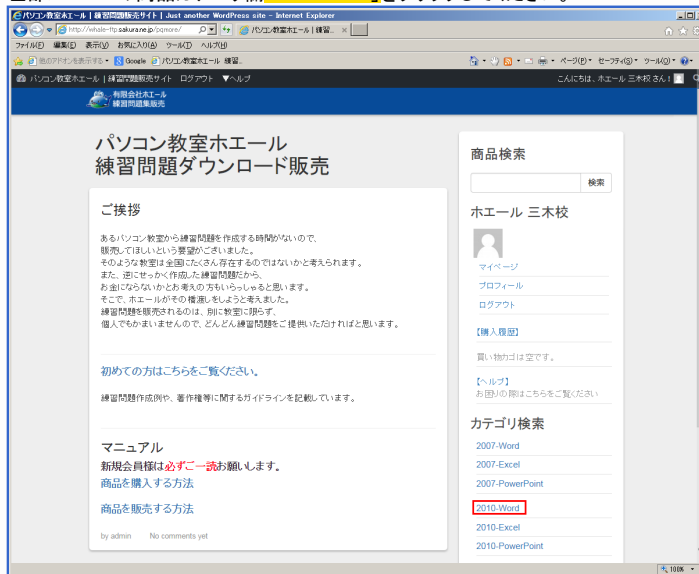 パソコン教室ホエール | 練習問題販売サイト | Just another WordPress site - Internet Explorer
http://whale-ttp.sakura.ne.jp/pqmore/
パソコン教室ホエール | 練習...
ファイル(F) 編集(E) 表示(V) お気に入り(A) ツール(T) ヘルプ(H)
他のアドオンを表示する Google パソコン教室ホエール 練習...
ページ(P) セーフティ(S) ツール(O)
パソコン教室ホエール | 練習問題販売サイト ログアウト ▼ヘルプ
こんにちは、ホエール 三木校 さん !
有限会社ホエール
練習問題集販売
パソコン教室ホエール
練習問題ダウンロード販売
ご挨拶
あるパソコン教室から練習問題を作成する時間がないので、
販売してほしいという要望がございました。
そのような教室は全国にたくさん存在するのではないかと考えられます。
また、逆にせっかく作成した練習問題だから、
お金にならないかとお考えの方もいらっしゃると思います。
そこで、ホエールがその橋渡しをしようと考えました。
練習問題を販売されるのは、別に教室に限らず、
個人でもかまいませんので、どんどん練習問題をご提供いただければと思います。
初めての方はこちらをご覧ください。
練習問題作成例や、著作権等に関するガイドラインを記載しています。
マニュアル
新規会員様は必ずご一読お願いします。
商品を購入する方法
商品を販売する方法
by admin No comments yet
商品検索
検索
ホエール 三木校
マイページ
プロフィール
ログアウト
【購入履歴】
買い物カゴは空です。
【ヘルプ】
お困りの際はこちらをご覧ください
カテゴリ検索
2007-Word
2007-Excel
2007-PowerPoint
2010-Word
2010-Excel
2010-PowerPoint
100%